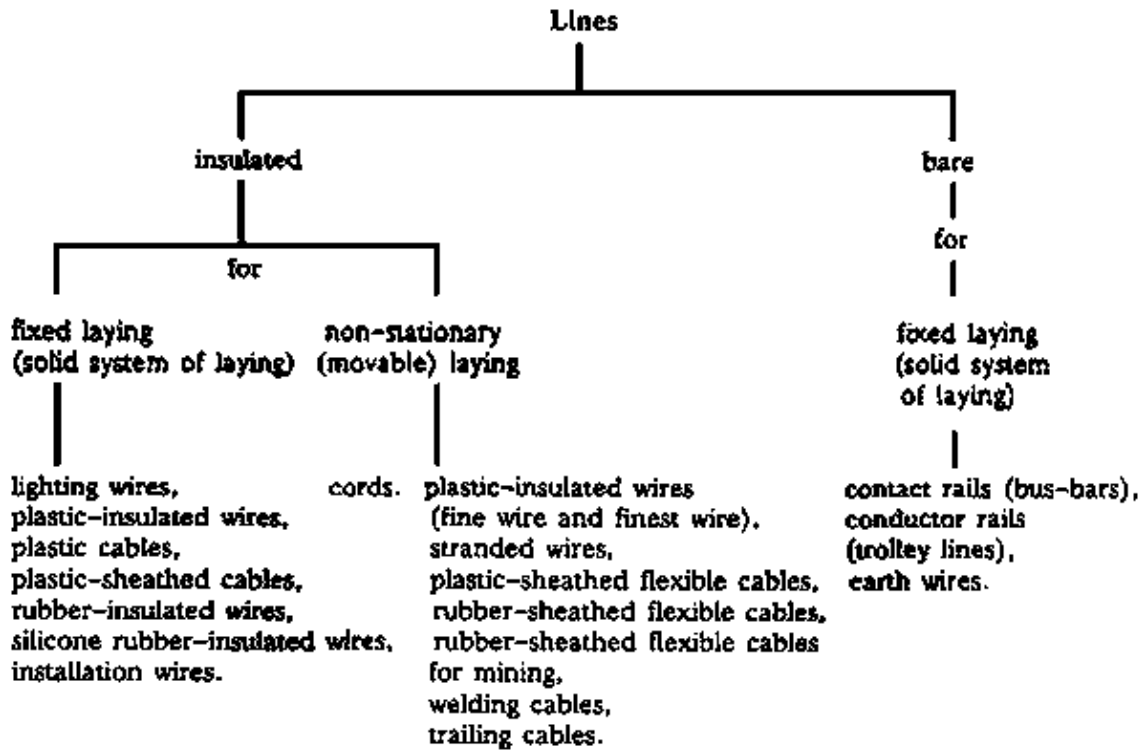 Lines
insulated
bare
for
for
fixed laying
(solid system of laying)
non-stationary
(movable) laying
fixed laying
(solid system
of laying)
lighting wires,
plastic-insulated wires,
plastic cables,
plastic-sheathed cables,
rubber-insulated wires,
silicone rubber-insulated wires,
installation wires.
cords. plastic-insulated wires
(fine wire and finest wire),
stranded wires,
plastic-sheathed flexible cables,
rubber-sheathed flexible cables,
rubber-sheathed flexible cables
for mining,
welding cables,
trailing cables.
contact rails (bus-bars),
conductor rails
(trolley lines),
earth wires.